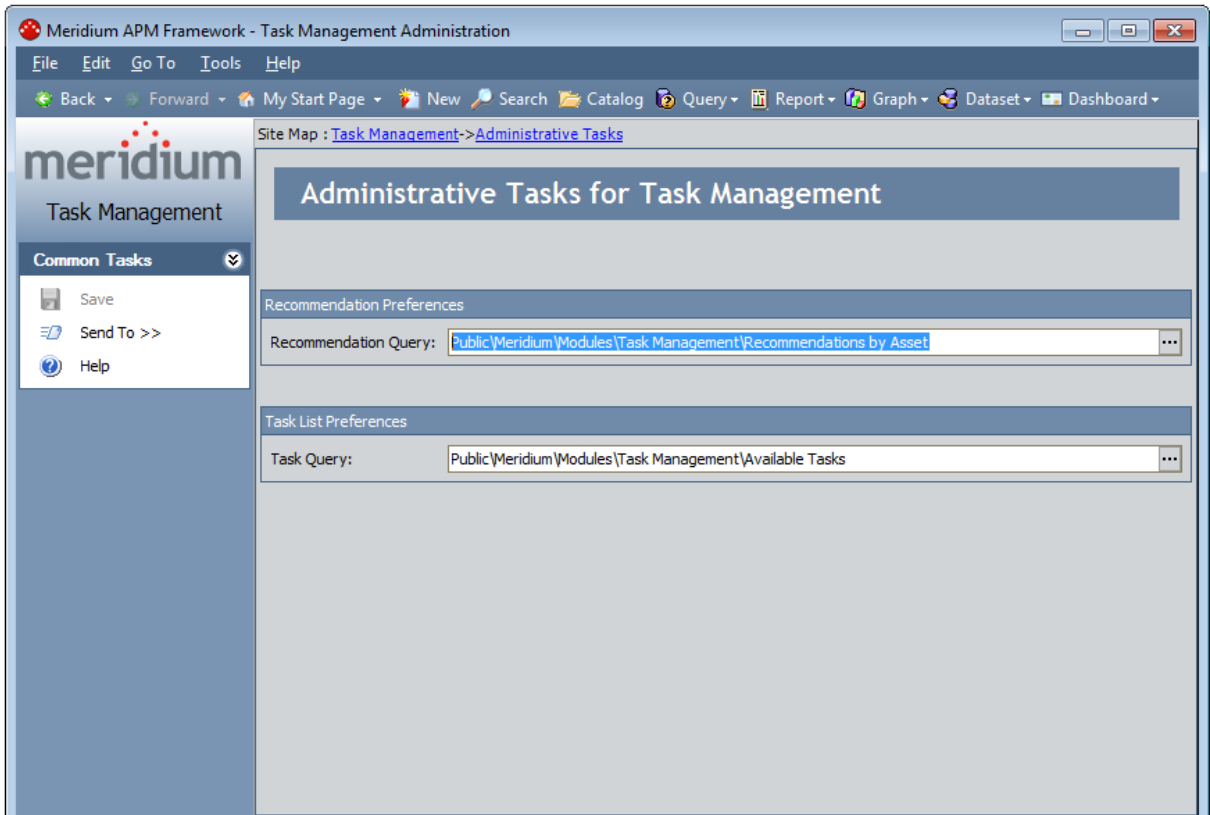 Meridium APM Framework - Task Management Administration
File Edit Go To Tools Help
Back Forward My Start Page New Search Catalog Query Report Graph Dataset Dashboard
meridium
Task Management
Common Tasks
Save
Send To >>
Help
Site Map : Task Management->Administrative Tasks
Administrative Tasks for Task Management
Recommendation Preferences
Recommendation Query: Public\Meridium\Modules\Task Management\Recommendations by Asset ...
Task List Preferences
Task Query: Public\Meridium\Modules\Task Management\Available Tasks ...